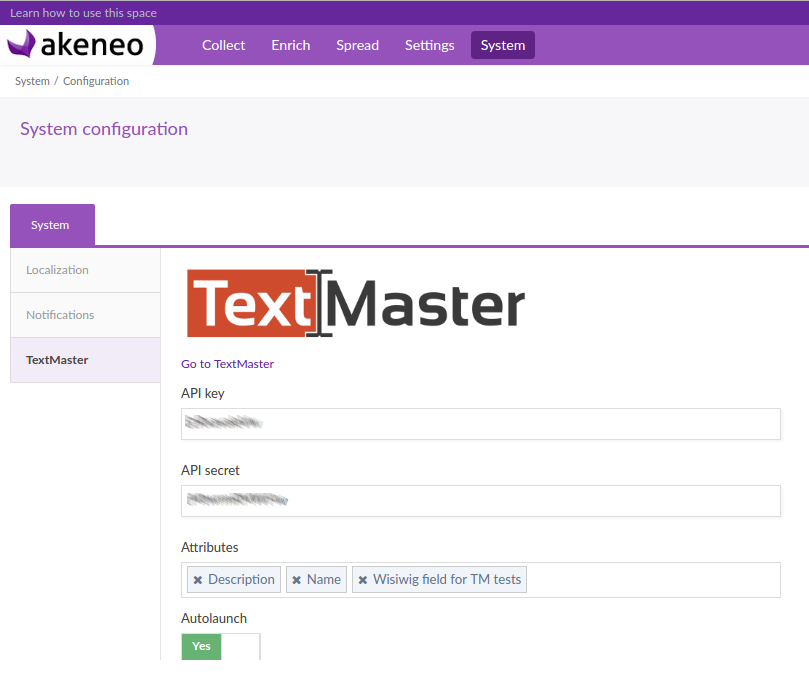 Learn how to use this space
akeneo
Collect Enrich Spread Settings System
System / Configuration
System configuration
System
Localization
Notifications
TextMaster
TextMaster
Go to TextMaster
API key
API secret
Attributes
✖ Description ✖ Name ✖ Wisiwig field for TM tests
Autolaunch
Yes